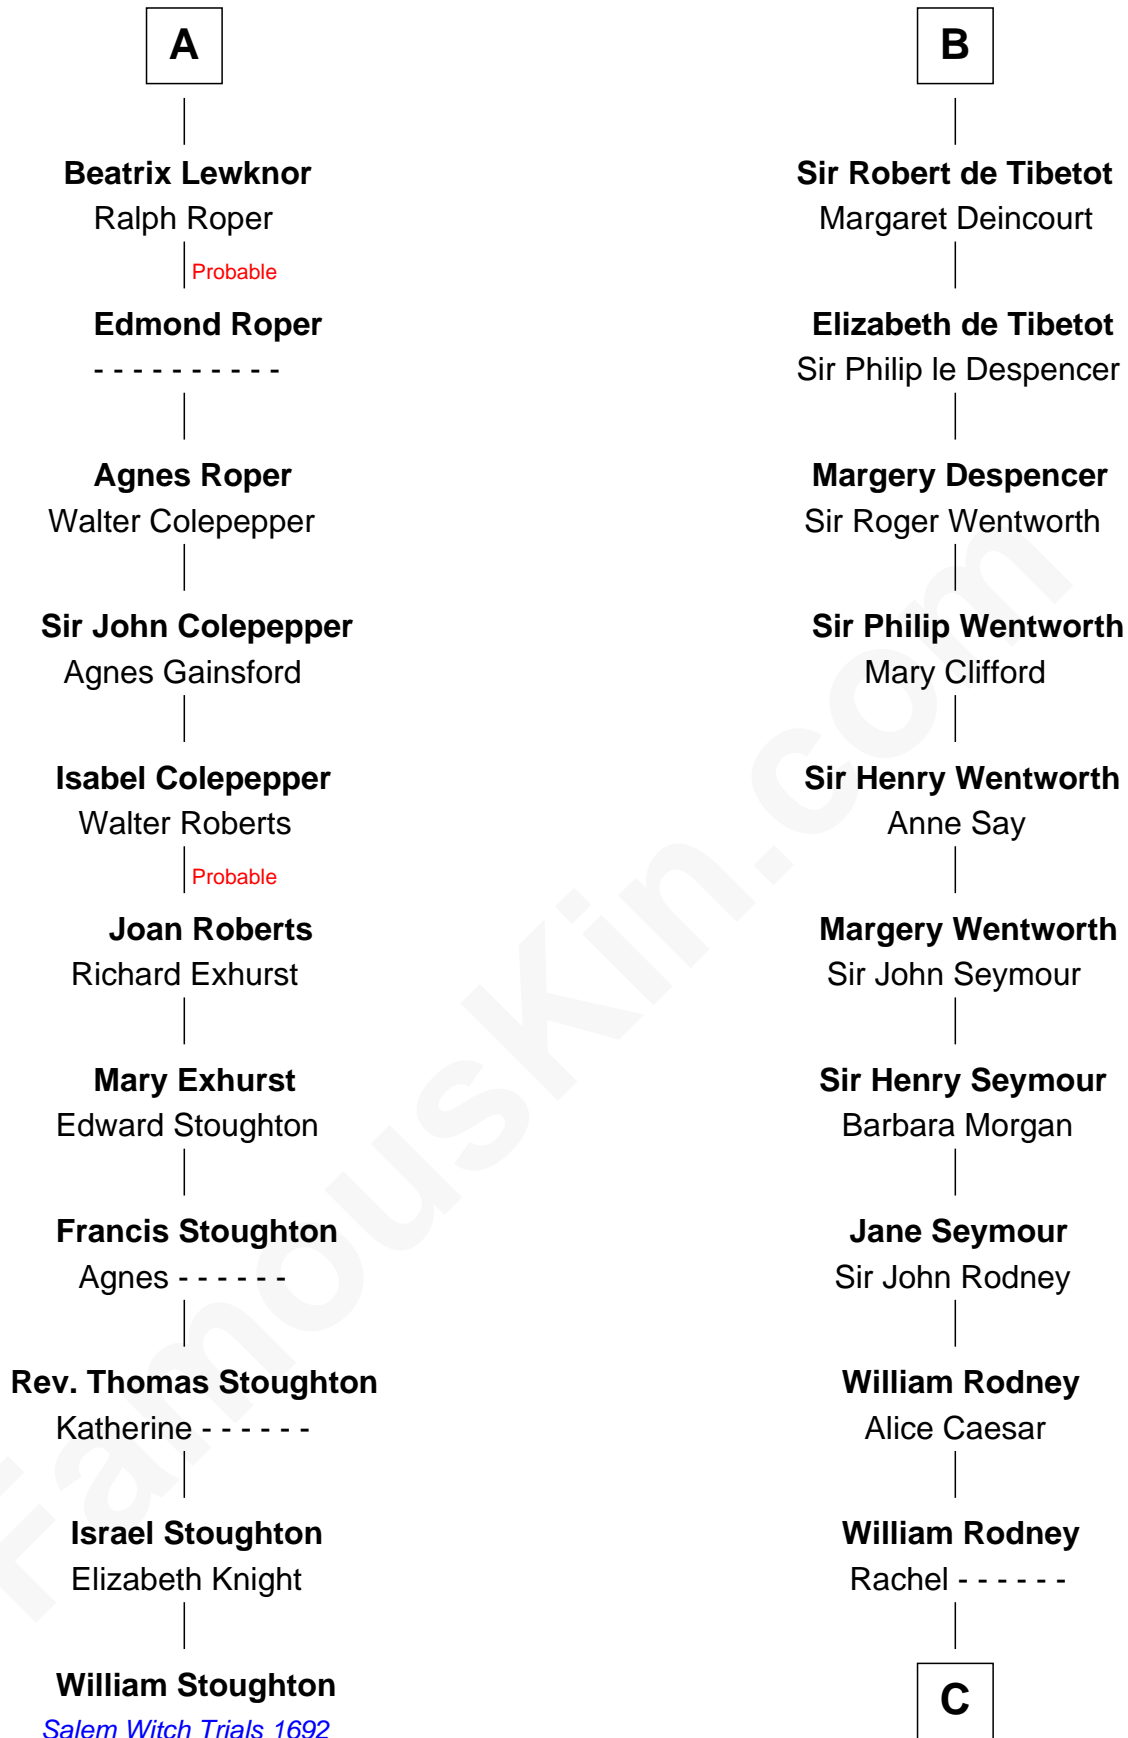 A
Beatrix Lewknor
Ralph Roper
Probable
Edmond Roper
- - - - - - - - - -
Agnes Roper
Walter Colepepper
Sir John Colepepper
Agnes Gainsford
Isabel Colepepper
Walter Roberts
Probable
Joan Roberts
Richard Exhurst
Mary Exhurst
Edward Stoughton
Francis Stoughton
Agnes - - - - - -
Rev. Thomas Stoughton
Katherine - - - - - -
Israel Stoughton
Elizabeth Knight
William Stoughton
Salem Witch Trials 1692
B
Sir Robert de Tibetot
Margaret Deincourt
Elizabeth de Tibetot
Sir Philip le Despencer
Margery Despencer
Sir Roger Wentworth
Sir Philip Wentworth
Mary Clifford
Sir Henry Wentworth
Anne Say
Margery Wentworth
Sir John Seymour
Sir Henry Seymour
Barbara Morgan
Jane Seymour
Sir John Rodney
William Rodney
Alice Caesar
William Rodney
Rachel - - - - - -
C
FamousKin.com